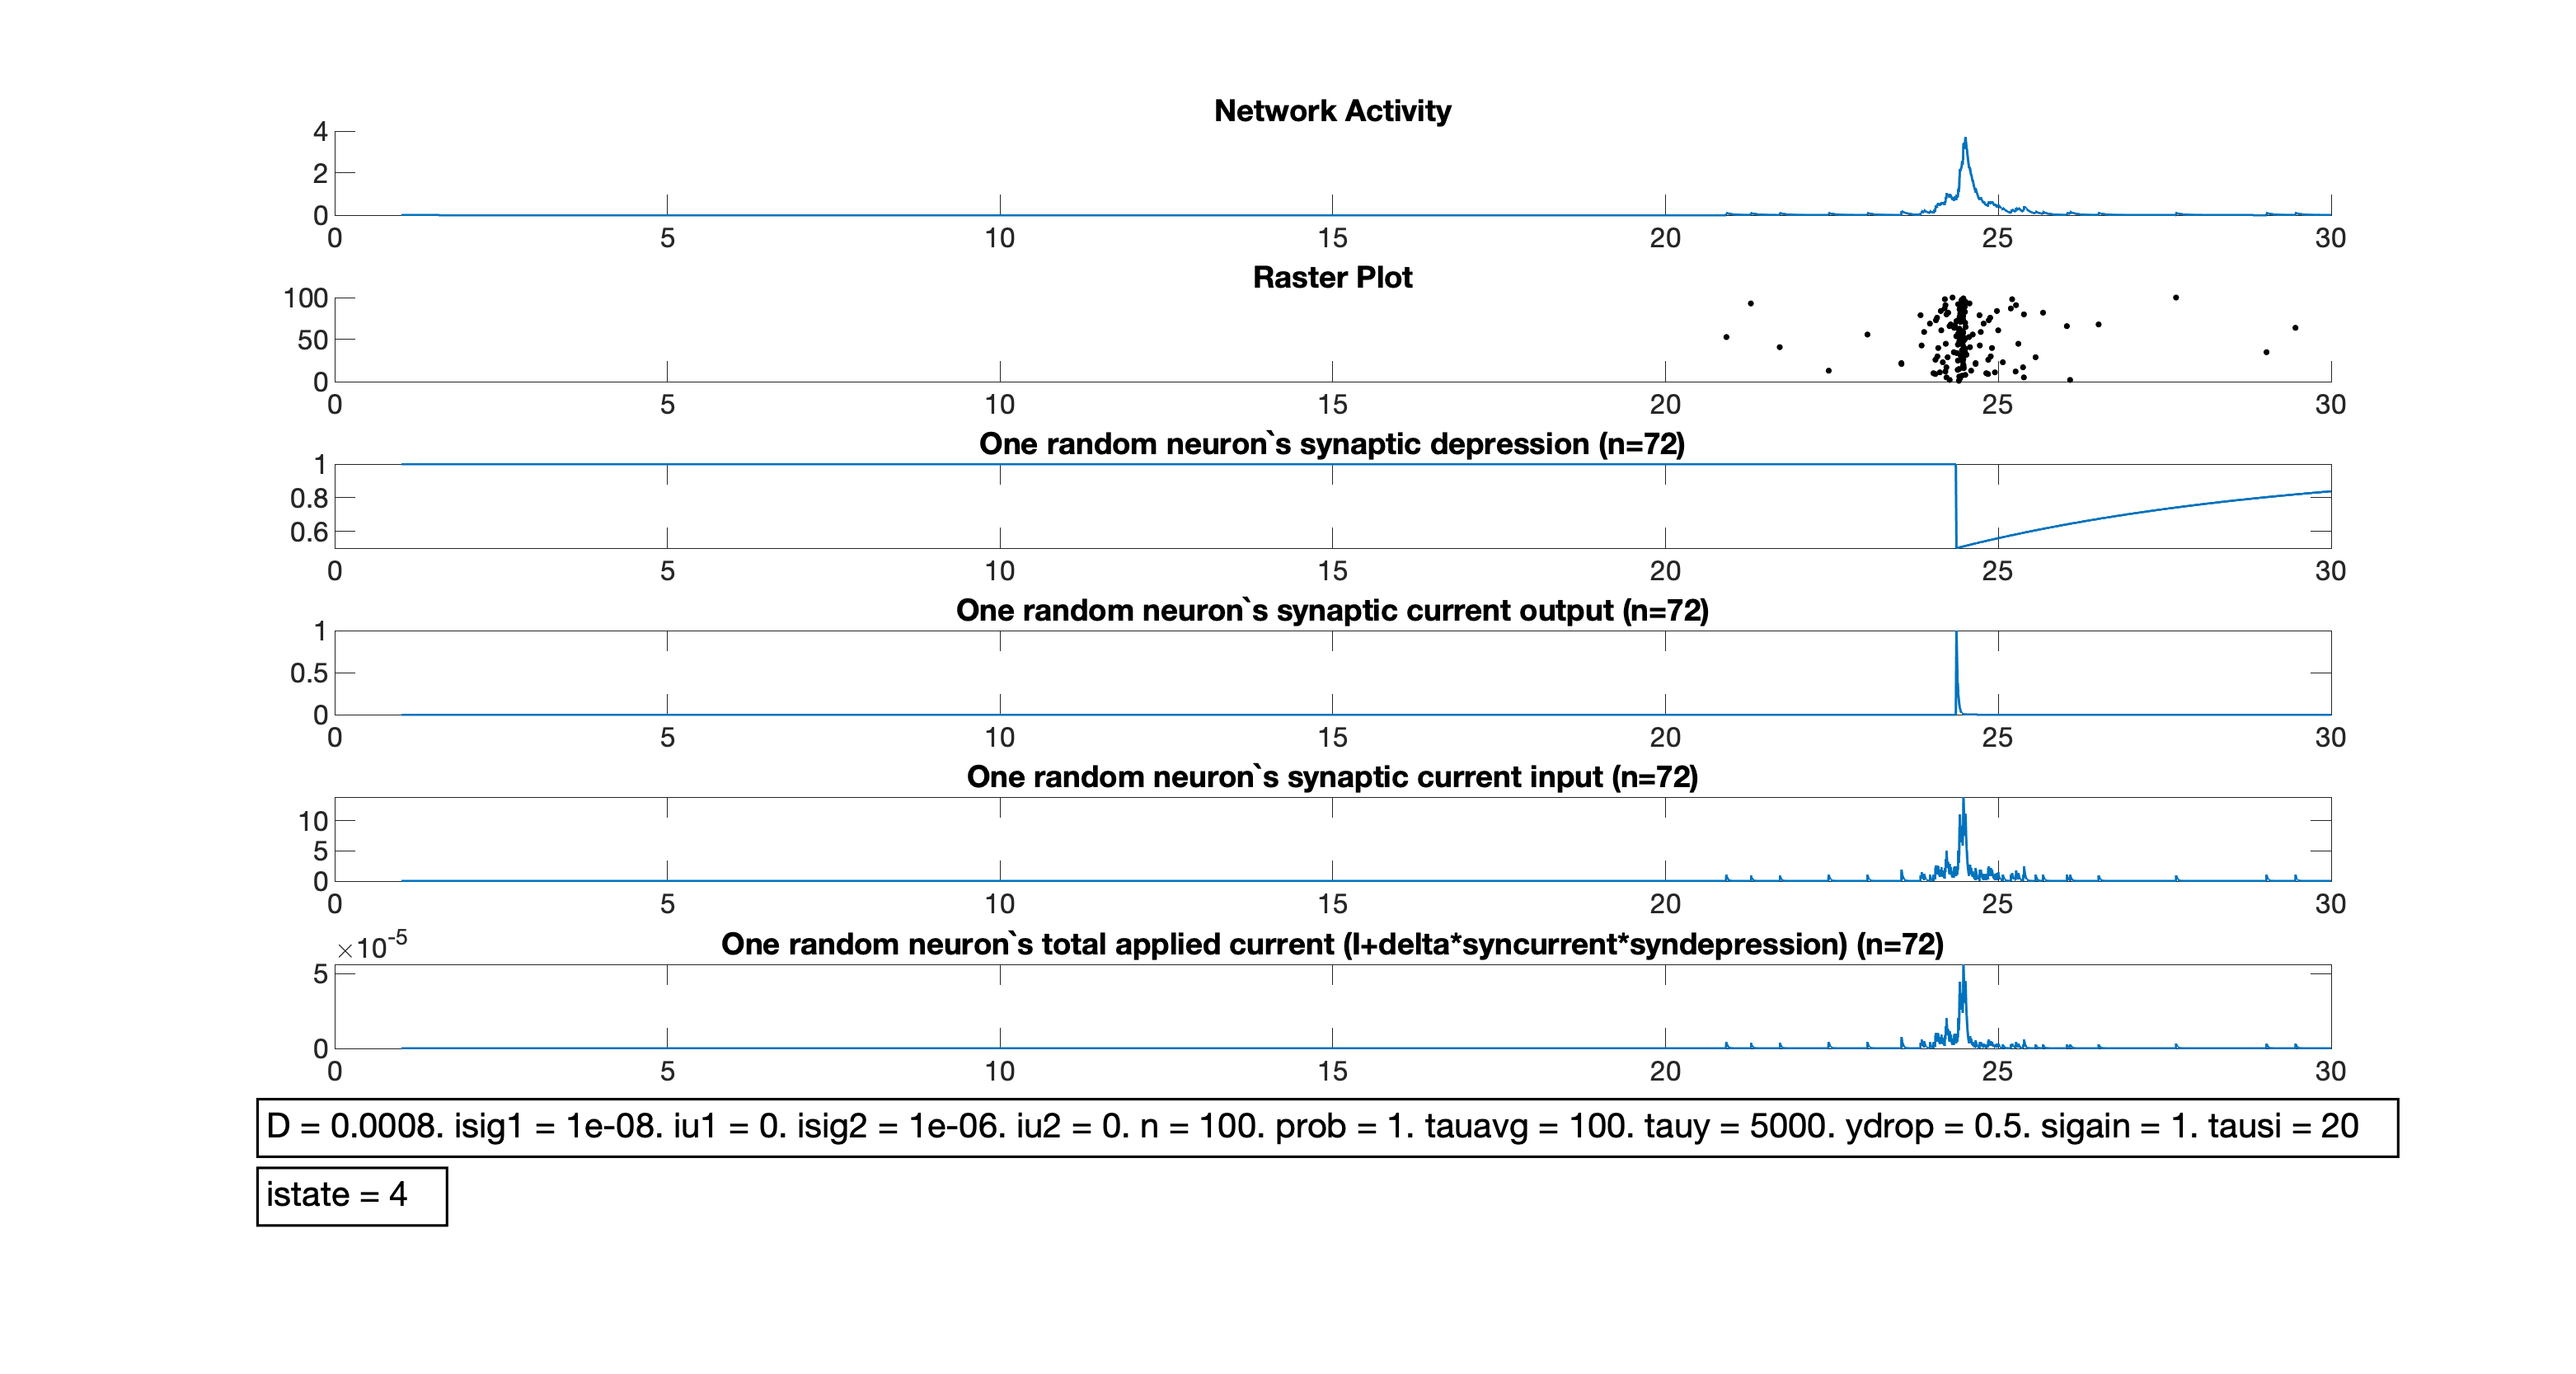 Network Activity
4
2
0
0 5 10 15 20 25 30
Raster Plot
100
50
0
0 5 10 15 20 25 30
One random neuron`s synaptic depression (n=72)
1
0.8
0.6
0 5 10 15 20 25 30
One random neuron`s synaptic current output (n=72)
1
0.5
0
0 5 10 15 20 25 30
One random neuron`s synaptic current input (n=72)
10
5
0
0 5 10 15 20 25 30
×10-5 One random neuron`s total applied current (I+delta*syncurrent*syndepression) (n=72)
5
0
0 5 10 15 20 25 30
D = 0.0008. isig1 = 1e-08. iu1 = 0. isig2 = 1e-06. iu2 = 0. n = 100. prob = 1. tauavg = 100. tauy = 5000. ydrop = 0.5. sigain = 1. tausi = 20
istate = 4